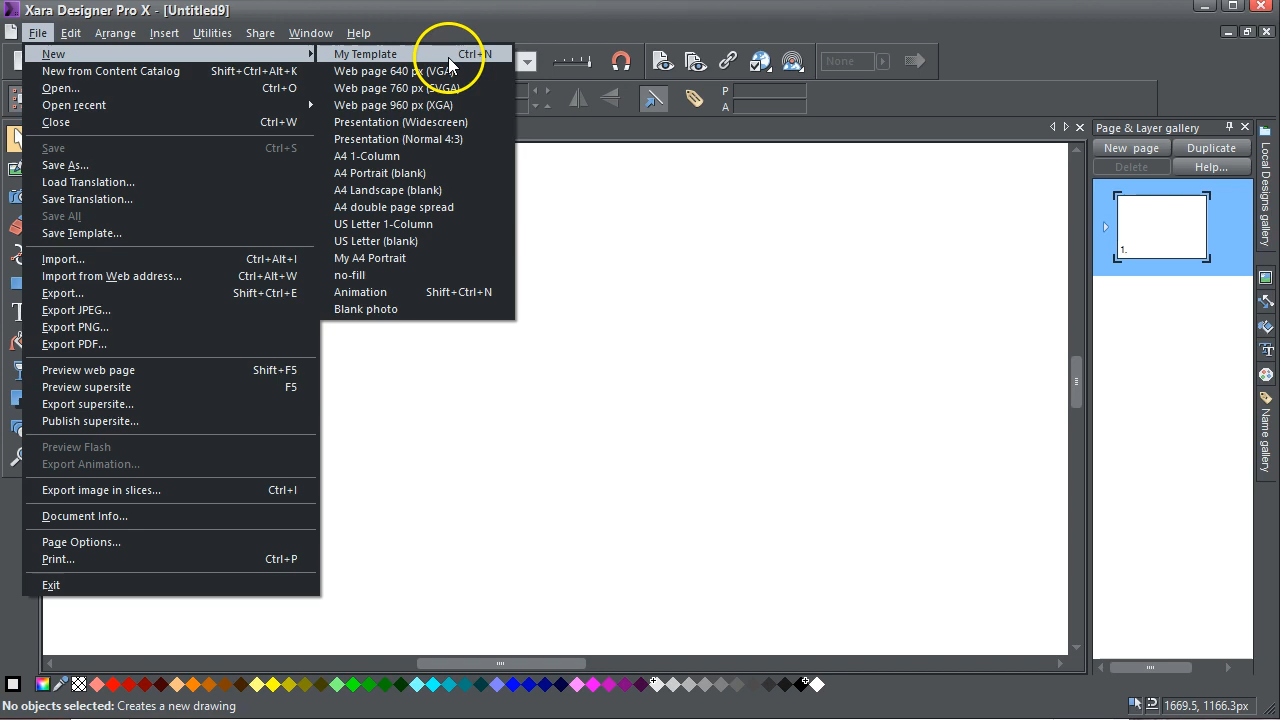 Xara Designer Pro X - [Untitled9]
File Edit Arrange Insert Utilities Share Window Help
New
New from Content Catalog Shift+Ctrl+Alt+K
Open... Ctrl+O
Open recent
Close Ctrl+W
Save Ctrl+S
Save As...
Load Translation...
Save Translation...
Save All
Save Template...
Import... Ctrl+Alt+I
Import from Web address... Ctrl+Alt+W
Export... Shift+Ctrl+E
Export JPEG...
Export PNG...
Export PDF...
Preview web page Shift+F5
Preview supersite F5
Export supersite...
Publish supersite...
Preview Flash
Export Animation...
Export image in slices... Ctrl+I
Document Info...
Page Options...
Print... Ctrl+P
Exit
My Template Ctrl+N
Web page 640 px (VGA)
Web page 760 px (SVGA)
Web page 960 px (XGA)
Presentation (Widescreen)
Presentation (Normal 4:3)
A4 1-Column
A4 Portrait (blank)
A4 Landscape (blank)
A4 double page spread
US Letter 1-Column
US Letter (blank)
My A4 Portrait
no-fill
Animation Shift+Ctrl+N
Blank photo
None
P
A
Page & Layer gallery
New page Duplicate
Delete Help...
1.
Local Designs gallery
Name gallery
No objects selected: Creates a new drawing
1669.5, 1166.3px